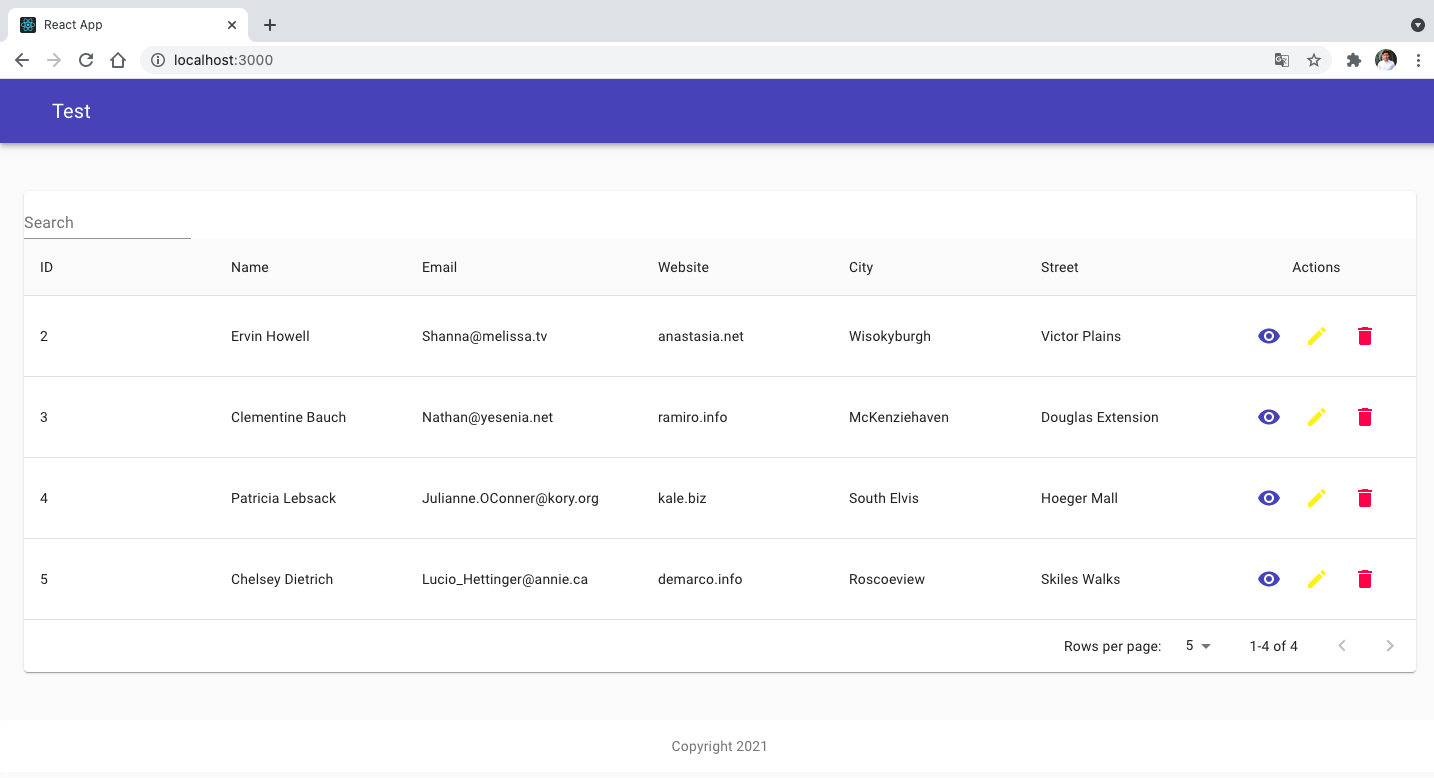 React App
localhost:3000
Test
Search
ID Name Email Website City Street Actions
2 Ervin Howell Shanna@melissa.tv anastasia.net Wisokyburgh Victor Plains
3 Clementine Bauch Nathan@yesenia.net ramiro.info McKenziehaven Douglas Extension
4 Patricia Lebsack Julianne.OConner@kory.org kale.biz South Elvis Hoeger Mall
5 Chelsey Dietrich Lucio_Hettinger@annie.ca demarco.info Roscoeview Skiles Walks
Rows per page: 5 1-4 of 4
Copyright 2021